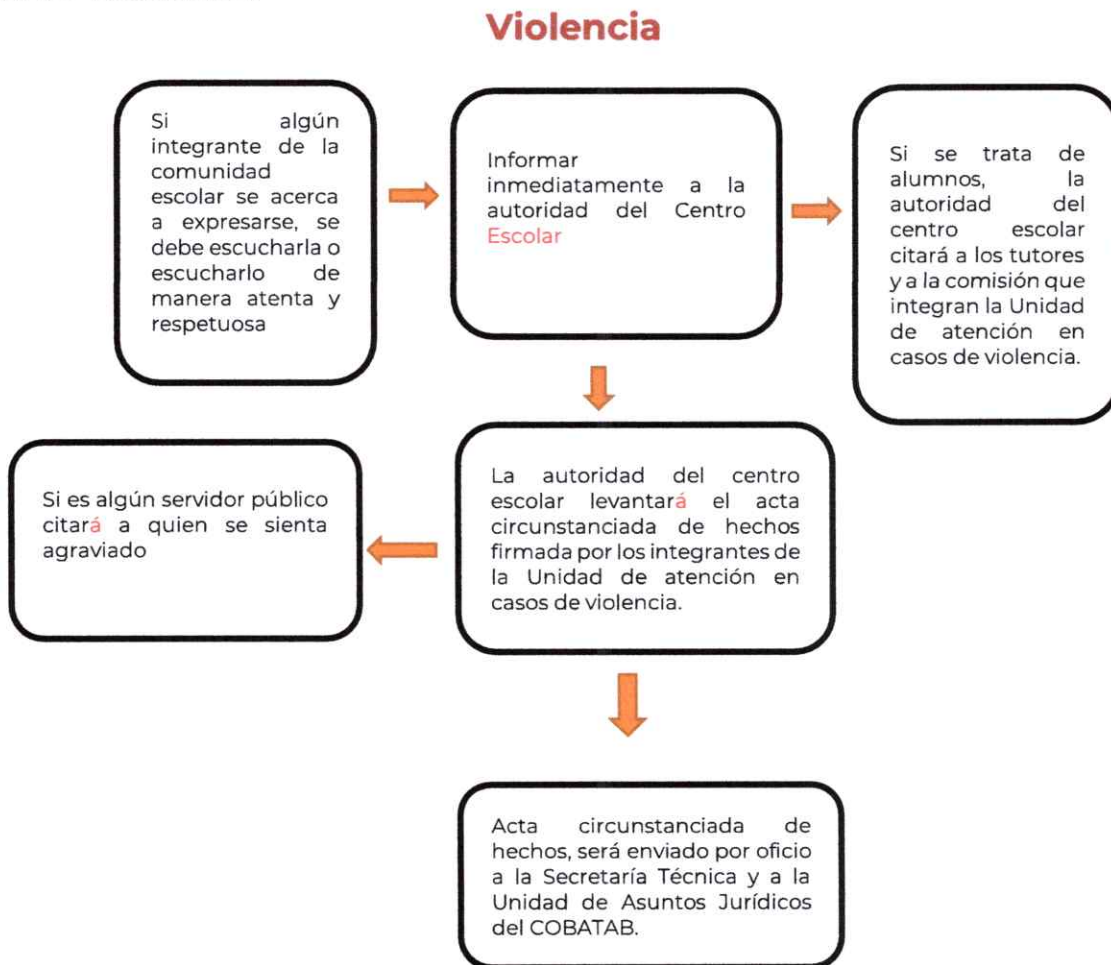 Violencia
Si algún
integrante de la
comunidad
escolar se acerca
a expresarse, se
debe escucharla o
escucharlo de
manera atenta y
respetuosa
Informar
inmediatamente a la
autoridad del Centro
Escolar
Si se trata de
alumnos, la
autoridad del
centro escolar
citará a los tutores
y a la comisión que
integran la Unidad
de atención en
casos de violencia.
Si es algún servidor público
citará a quien se sienta
agraviado
La autoridad del centro
escolar levantará el acta
circunstanciada de hechos
firmada por los integrantes de
la Unidad de atención en
casos de violencia.
Acta circunstanciada de
hechos, será enviado por oficio
a la Secretaría Técnica y a la
Unidad de Asuntos Jurídicos
del COBATAB.